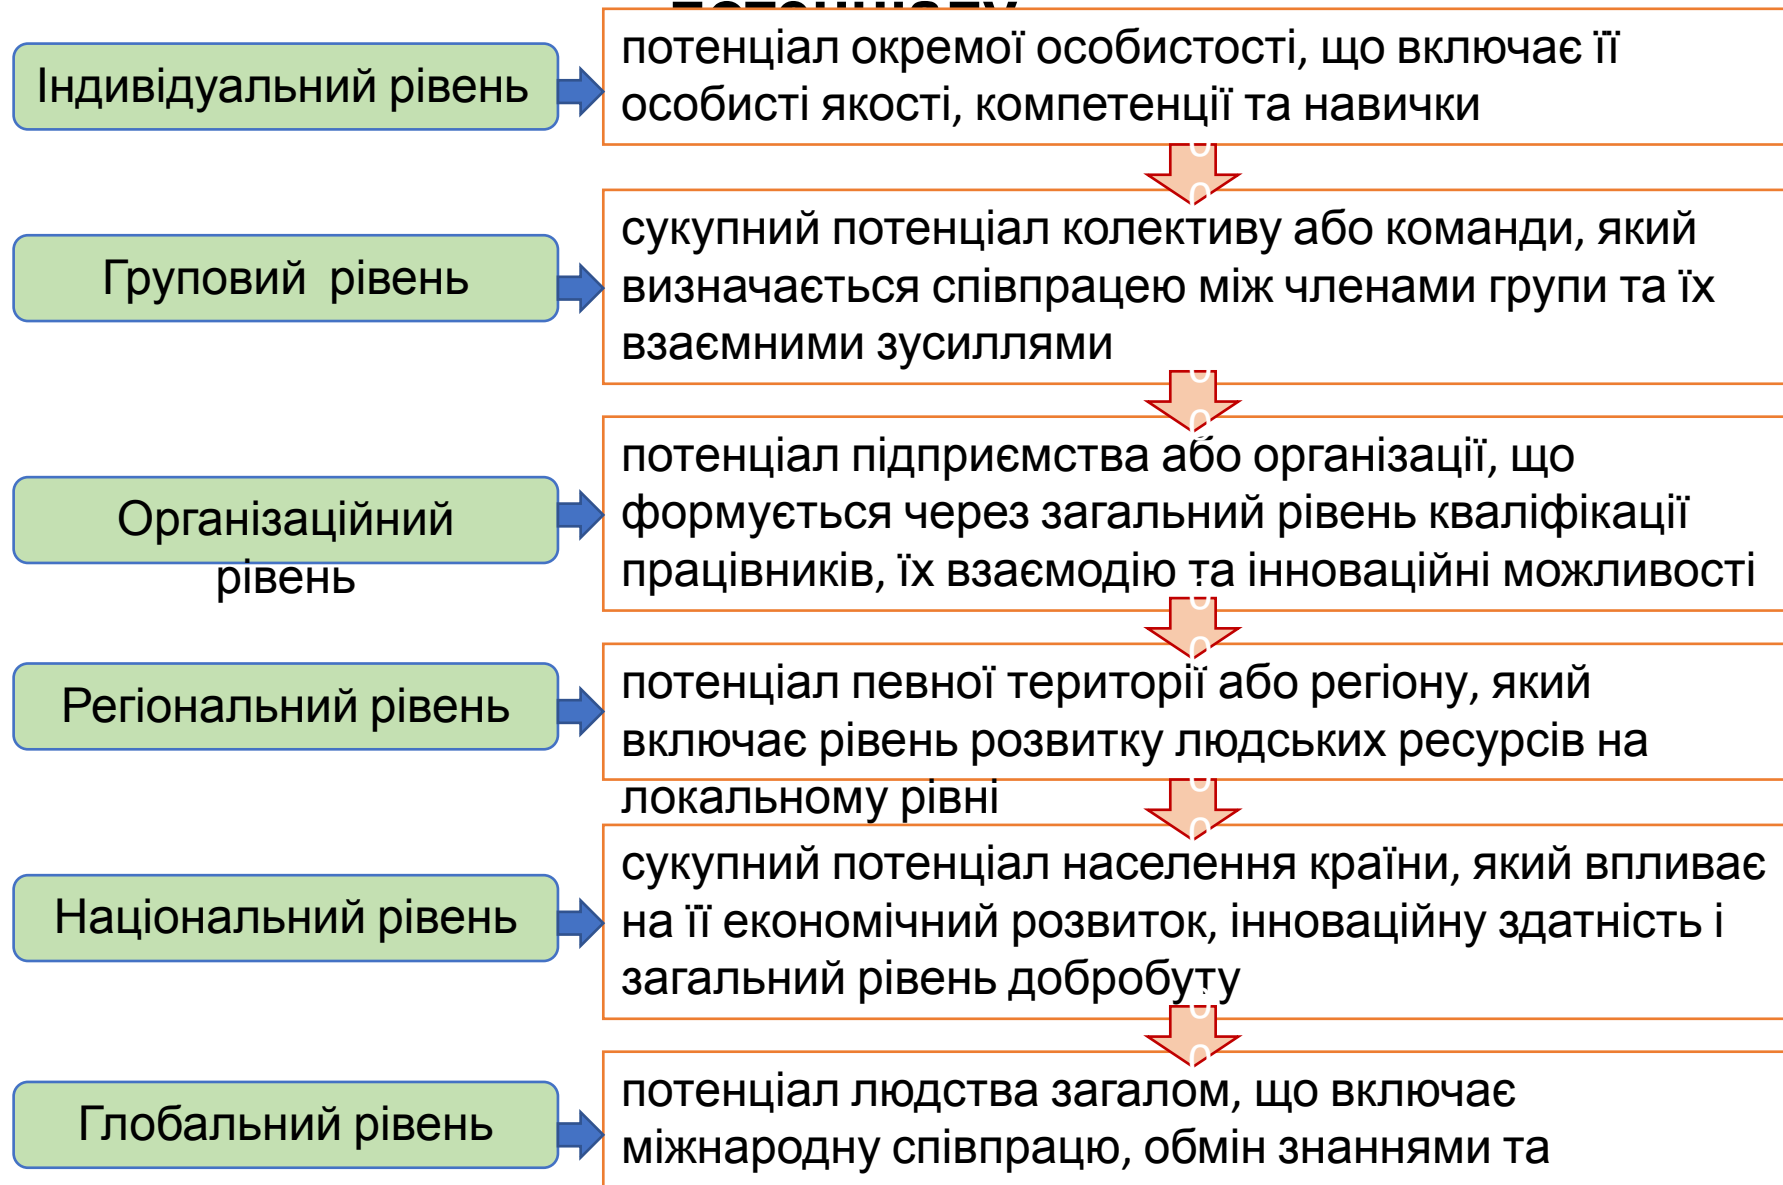 потенціалу
Індивідуальний рівень
потенціал окремої особистості, що включає її
особисті якості, компетенції та навички
Груповий рівень
сукупний потенціал колективу або команди, який
визначається співпрацею між членами групи та їх
взаємними зусиллями
Організаційний
рівень
потенціал підприємства або організації, що
формується через загальний рівень кваліфікації
працівників, їх взаємодію та інноваційні можливості
Регіональний рівень
потенціал певної території або регіону, який
включає рівень розвитку людських ресурсів на
локальному рівні
Національний рівень
сукупний потенціал населення країни, який впливає
на її економічний розвиток, інноваційну здатність і
загальний рівень добробуту
Глобальний рівень
потенціал людства загалом, що включає
міжнародну співпрацю, обмін знаннями та